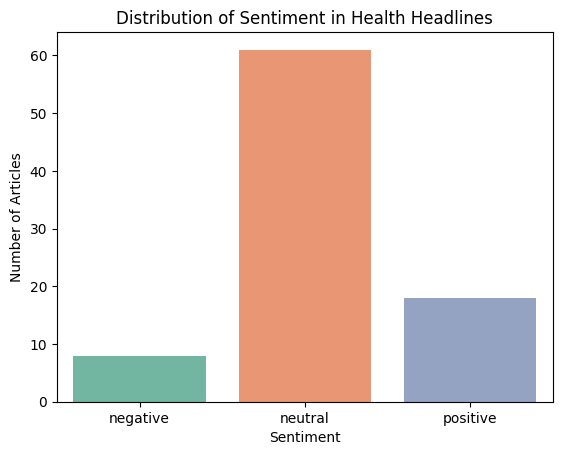 Distribution of Sentiment in Health Headlines
Number of Articles
60
50
40
30
20
10
0
negative neutral positive
Sentiment